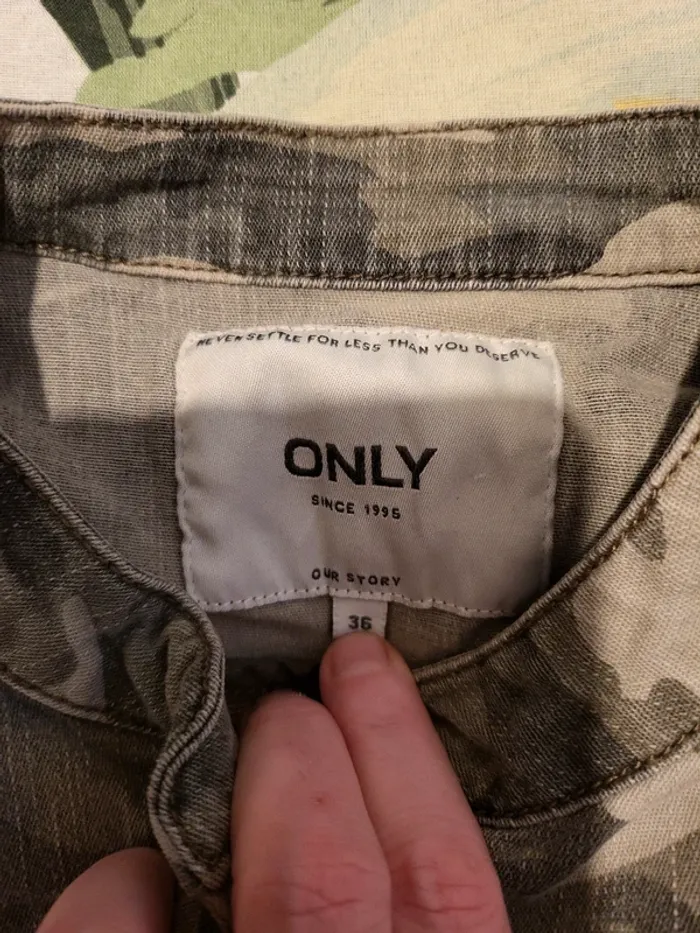 NEVER SETTLE FOR LESS THAN YOU DESERVE
ONLY
SINCE 1995
OUR STORY
36